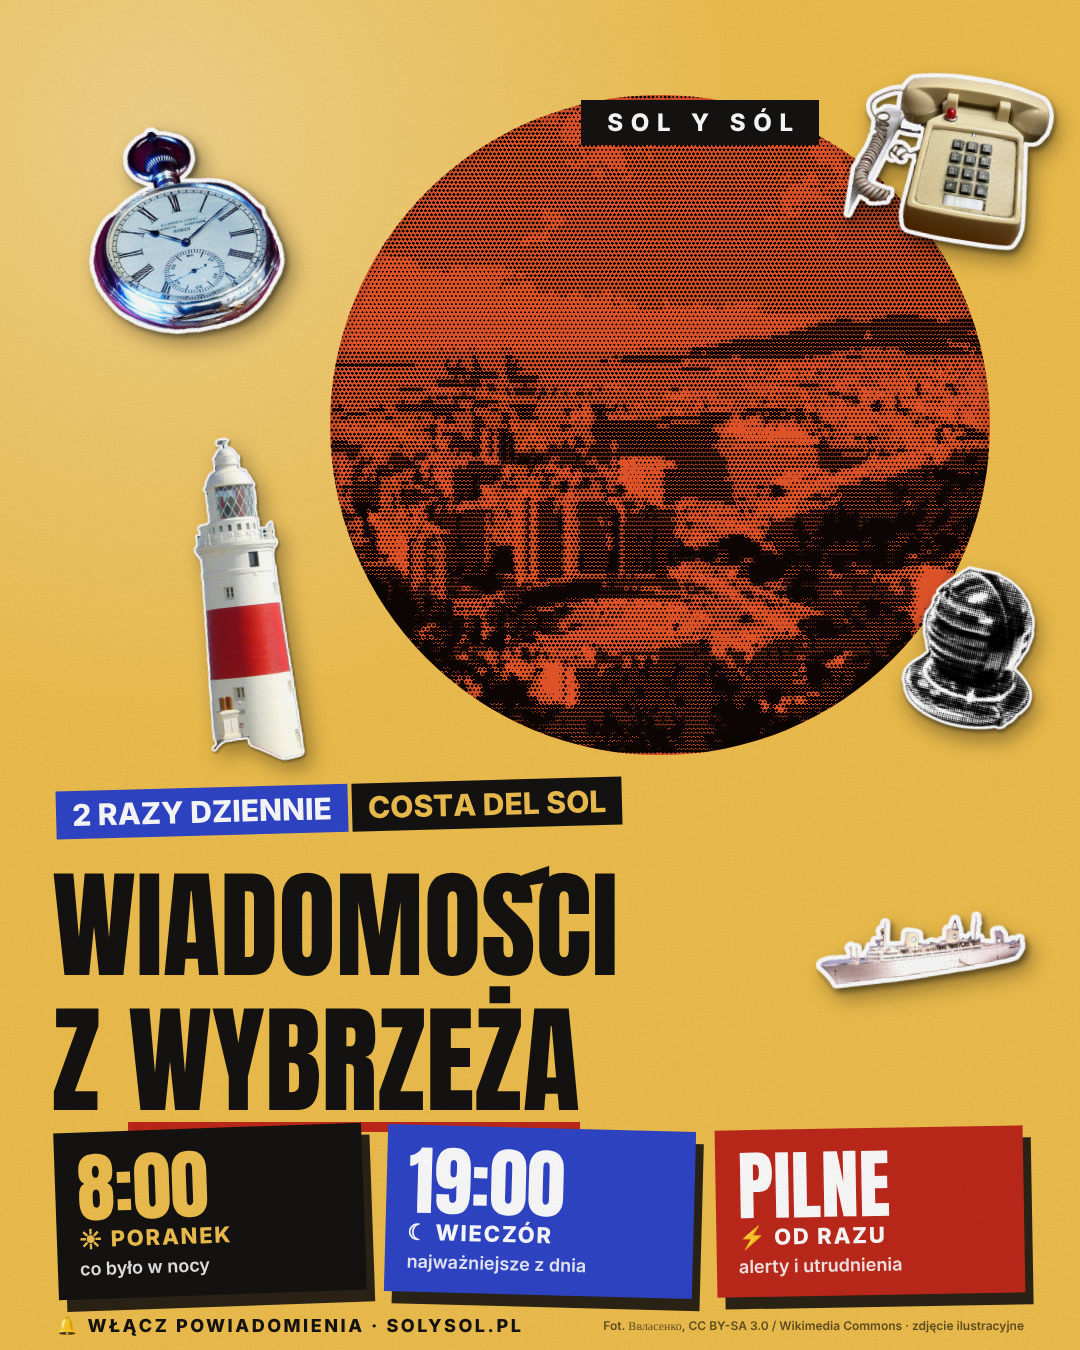 SOL Y SÓL
2 RAZY DZIENNIE
COSTA DEL SOL
WIADOMOŚCI
Z WYBRZEŻA
8:00
☀ PORANEK
co było w nocy
19:00
☾ WIECZÓR
najważniejsze z dnia
PILNE
⚡ OD RAZU
alerty i utrudnienia
🔔 WŁĄCZ POWIADOMIENIA · SOLYSOL.PL
Fot. Ввласенко, CC BY-SA 3.0 / Wikimedia Commons · zdjęcie ilustracyjne